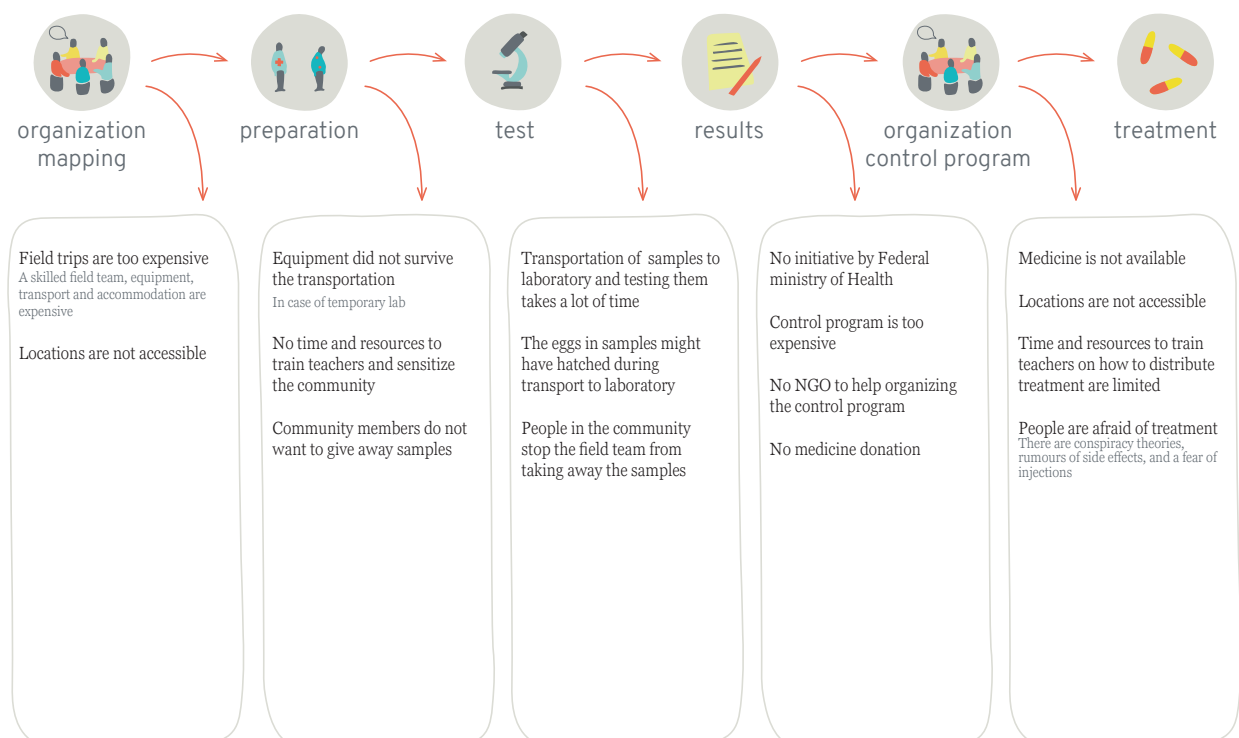 organization
mapping
preparation
test
results
organization
control program
treatment
Field trips are too expensive
A skilled field team, equipment,
transport and accommodation are
expensive
Locations are not accessible
Equipment did not survive
the transportation
In case of temporary lab
No time and resources to
train teachers and sensitize
the community
Community members do not
want to give away samples
Transportation of samples to
laboratory and testing them
takes a lot of time
The eggs in samples might
have hatched during
transport to laboratory
People in the community
stop the field team from
taking away the samples
No initiative by Federal
ministry of Health
Control program is too
expensive
No NGO to help organizing
the control program
No medicine donation
Medicine is not available
Locations are not accessible
Time and resources to train
teachers on how to distribute
treatment are limited
People are afraid of treatment
There are conspiracy theories,
rumours of side effects, and a fear of
injections